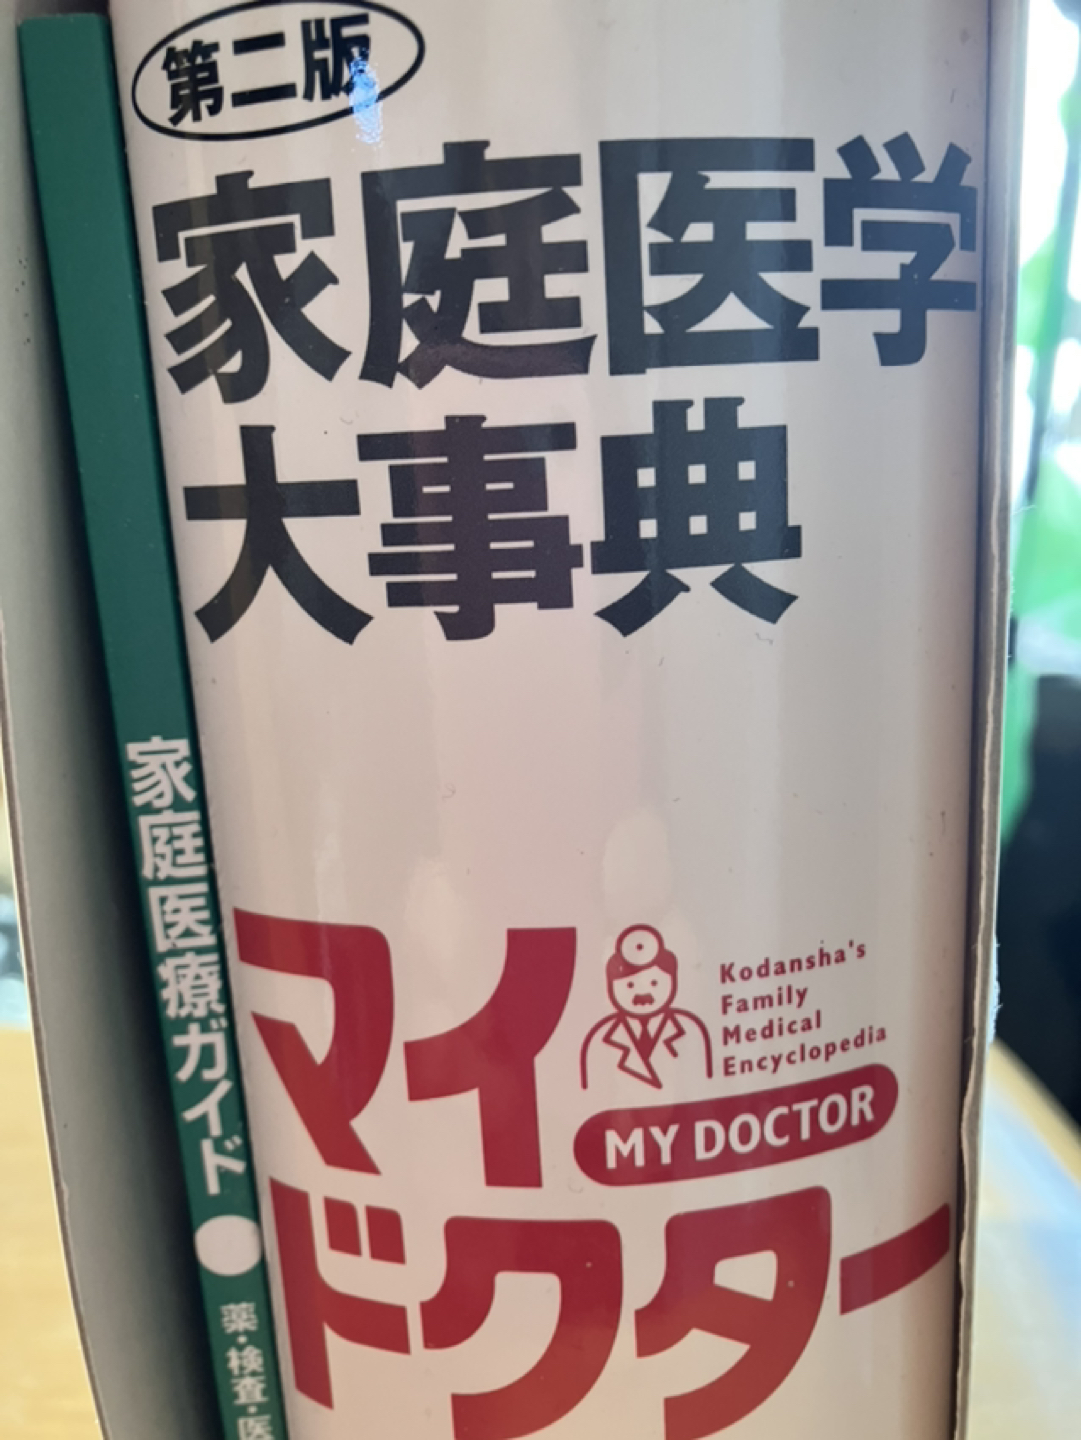 第二版
家庭医学
大事典
マイ
ドクター
Kodansha's
Family
Medical
Encyclopedia
MY DOCTOR
家庭医療ガイド
薬・検査・医